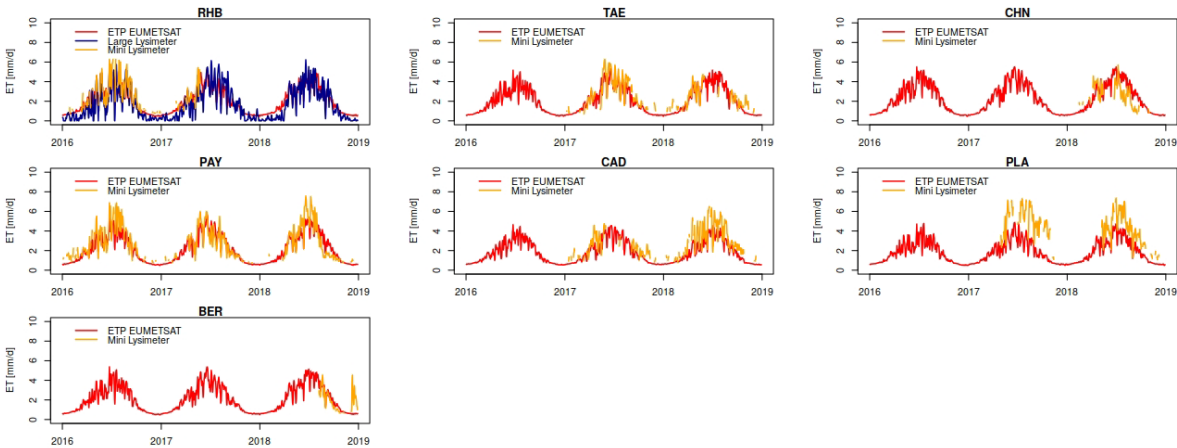 RHB
ET [mm/d]
10
8
6
4
2
0
ETP EUMETSAT
Large Lysimeter
Mini Lysimeter
2016 2017 2018 2019
TAE
ET [mm/d]
10
8
6
4
2
0
ETP EUMETSAT
Mini Lysimeter
2016 2017 2018 2019
CHN
ET [mm/d]
10
8
6
4
2
0
ETP EUMETSAT
Mini Lysimeter
2016 2017 2018 2019
PAY
ET [mm/d]
10
8
6
4
2
0
ETP EUMETSAT
Mini Lysimeter
2016 2017 2018 2019
CAD
ET [mm/d]
10
8
6
4
2
0
ETP EUMETSAT
Mini Lysimeter
2016 2017 2018 2019
PLA
ET [mm/d]
10
8
6
4
2
0
ETP EUMETSAT
Mini Lysimeter
2016 2017 2018 2019
BER
ET [mm/d]
10
8
6
4
2
0
ETP EUMETSAT
Mini Lysimeter
2016 2017 2018 2019